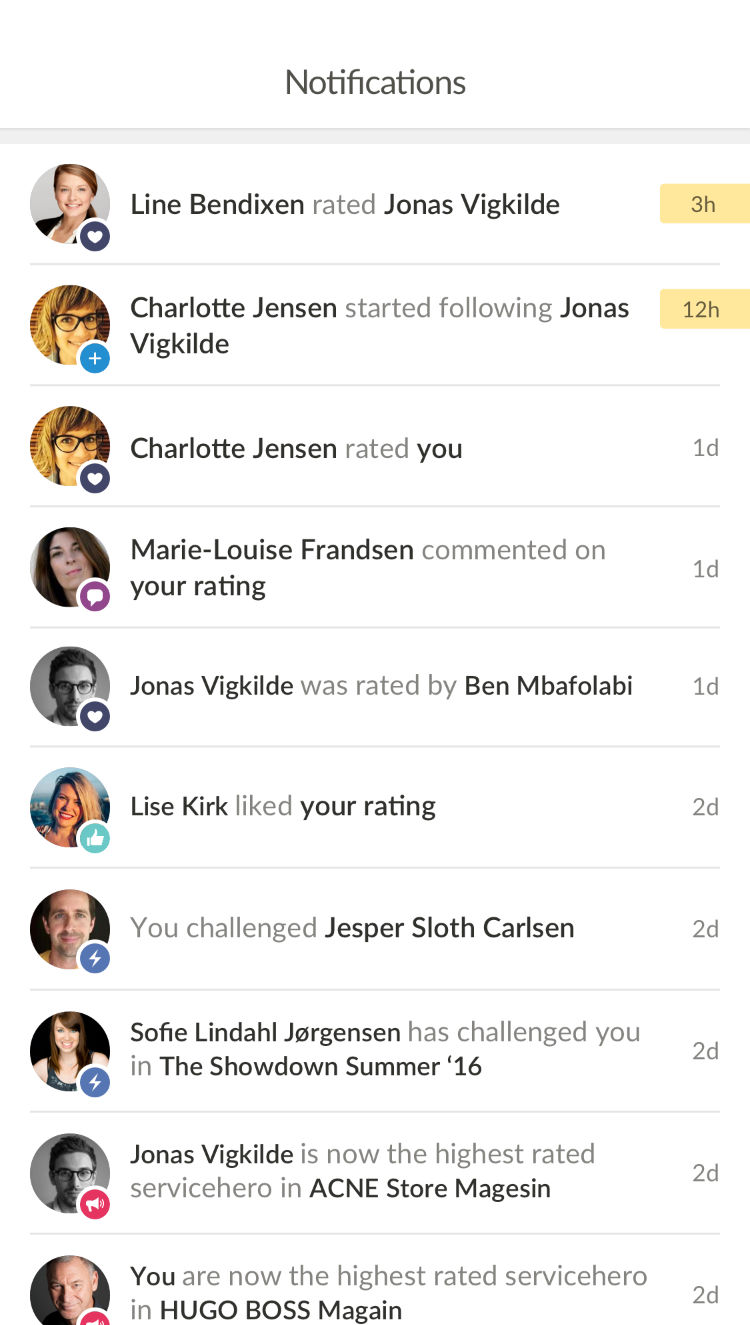 Notifications
Line Bendixen rated Jonas Vigkilde
3h
Charlotte Jensen started following Jonas
Vigkilde
12h
Charlotte Jensen rated you
1d
Marie-Louise Frandsen commented on
your rating
1d
Jonas Vigkilde was rated by Ben Mbafolabi
1d
Lise Kirk liked your rating
2d
You challenged Jesper Sloth Carlsen
2d
Sofie Lindahl Jørgensen has challenged you
in The Showdown Summer ‘16
2d
Jonas Vigkilde is now the highest rated
servicehero in ACNE Store Magesin
2d
You are now the highest rated servicehero
in HUGO BOSS Magain
2d